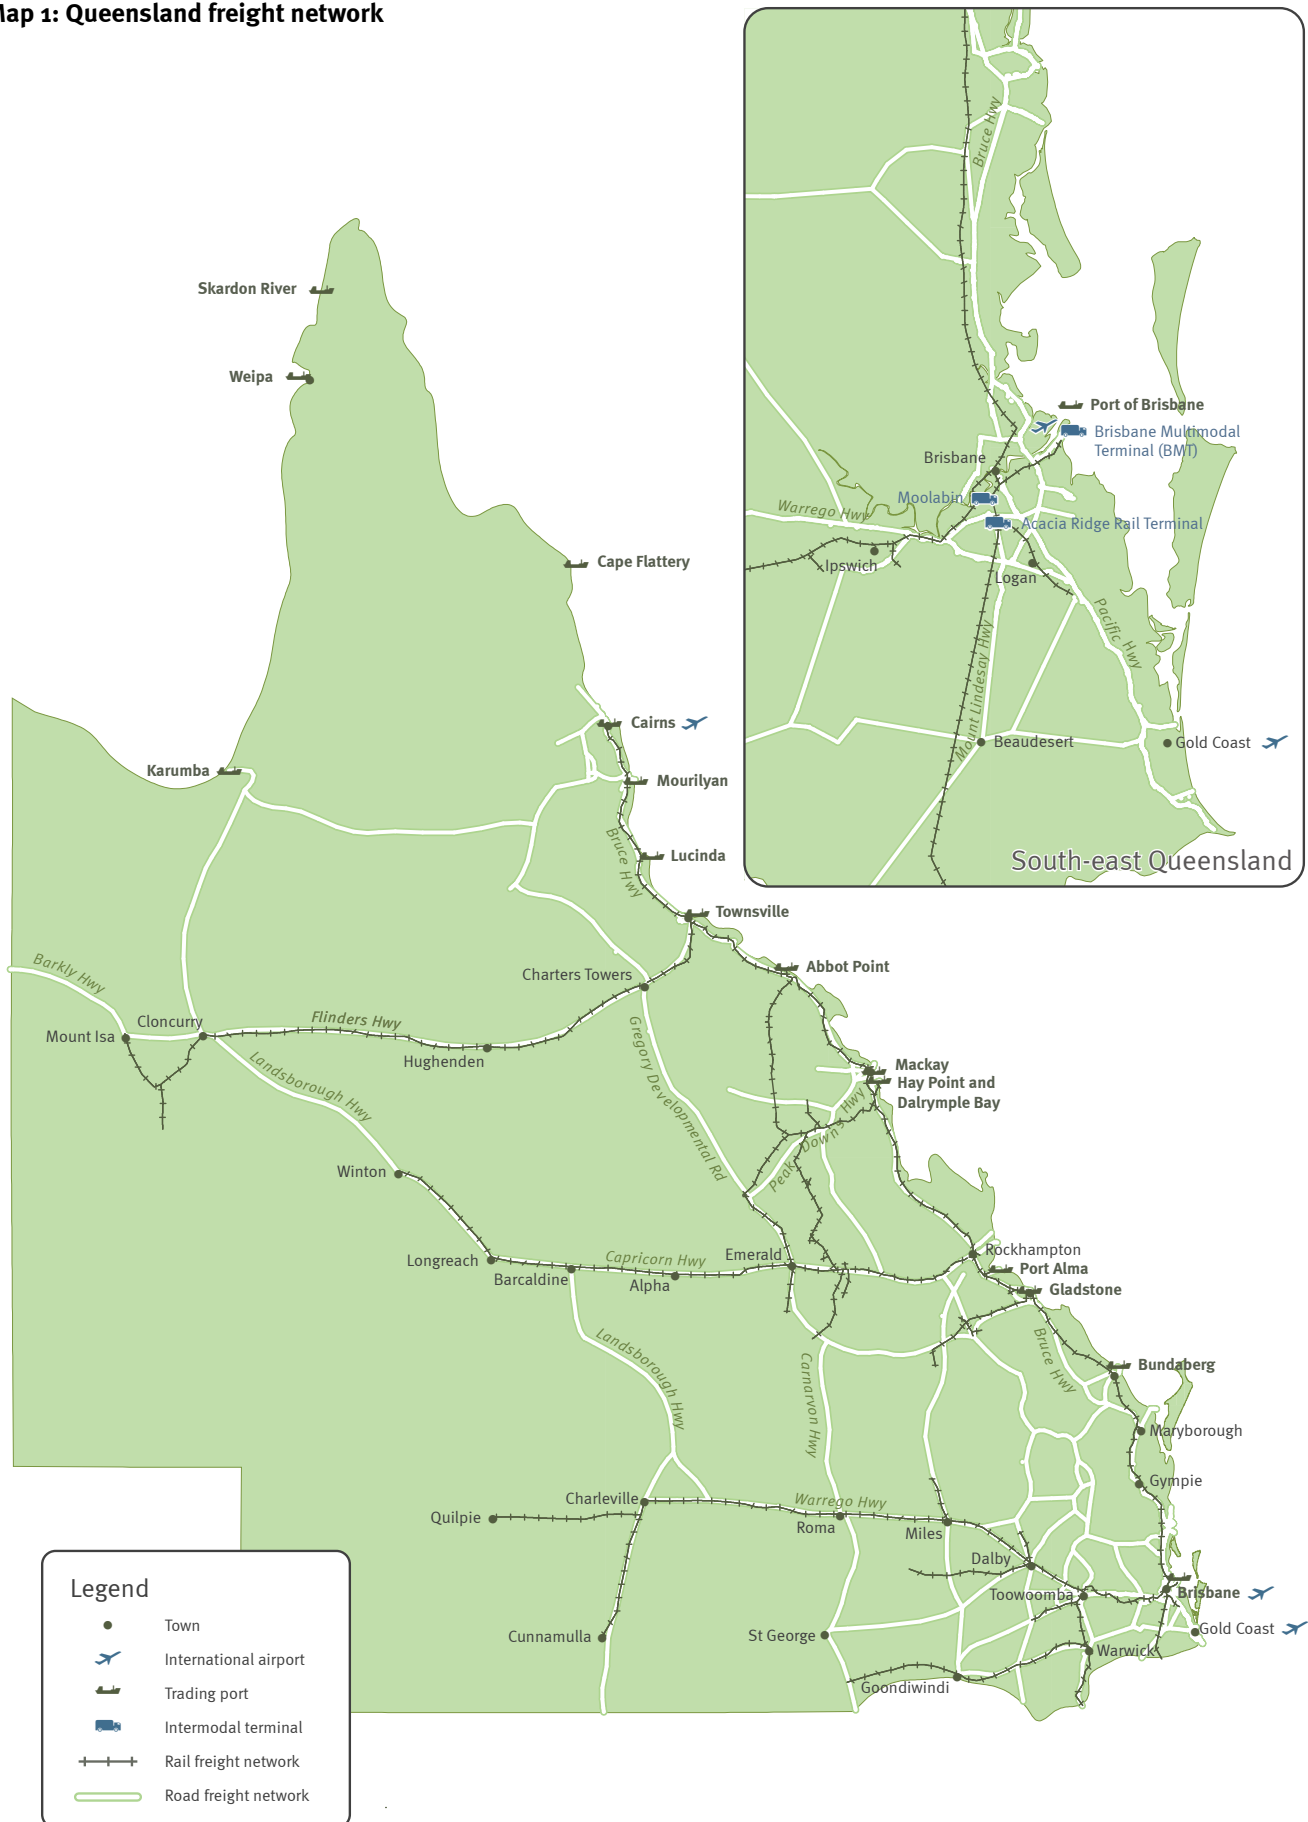 Map 1: Queensland freight network
Bruce Hwy
Port of Brisbane
Brisbane Multimodal
Terminal (BMT)
Brisbane
Moolabin
Warrego Hwy
Acacia Ridge Rail Terminal
Ipswich
Logan
Pacific Hwy
Mount Lindesay Hwy
Beaudesert
Gold Coast
South-east Queensland
Skardon River
Weipa
Cape Flattery
Cairns
Karumba
Mourilyan
Bruce Hwy
Lucinda
Townsville
Barkly Hwy
Charters Towers
Abbot Point
Cloncurry
Flinders Hwy
Mount Isa
Hughenden
Landsborough Hwy
Gregory Developmental Rd
Mackay
Hay Point and
Dalrymple Bay
Peak Downs Hwy
Winton
Longreach
Barcaldine
Capricorn Hwy
Alpha
Emerald
Rockhampton
Port Alma
Gladstone
Landsborough Hwy
Carnarvon Hwy
Bruce Hwy
Bundaberg
Maryborough
Gympie
Charleville
Quilpie
Warrego Hwy
Roma
Miles
Dalby
Toowoomba
Brisbane
Gold Coast
Cunnamulla
St George
Warwick
Goondiwindi
Legend
Town
International airport
Trading port
Intermodal terminal
Rail freight network
Road freight network